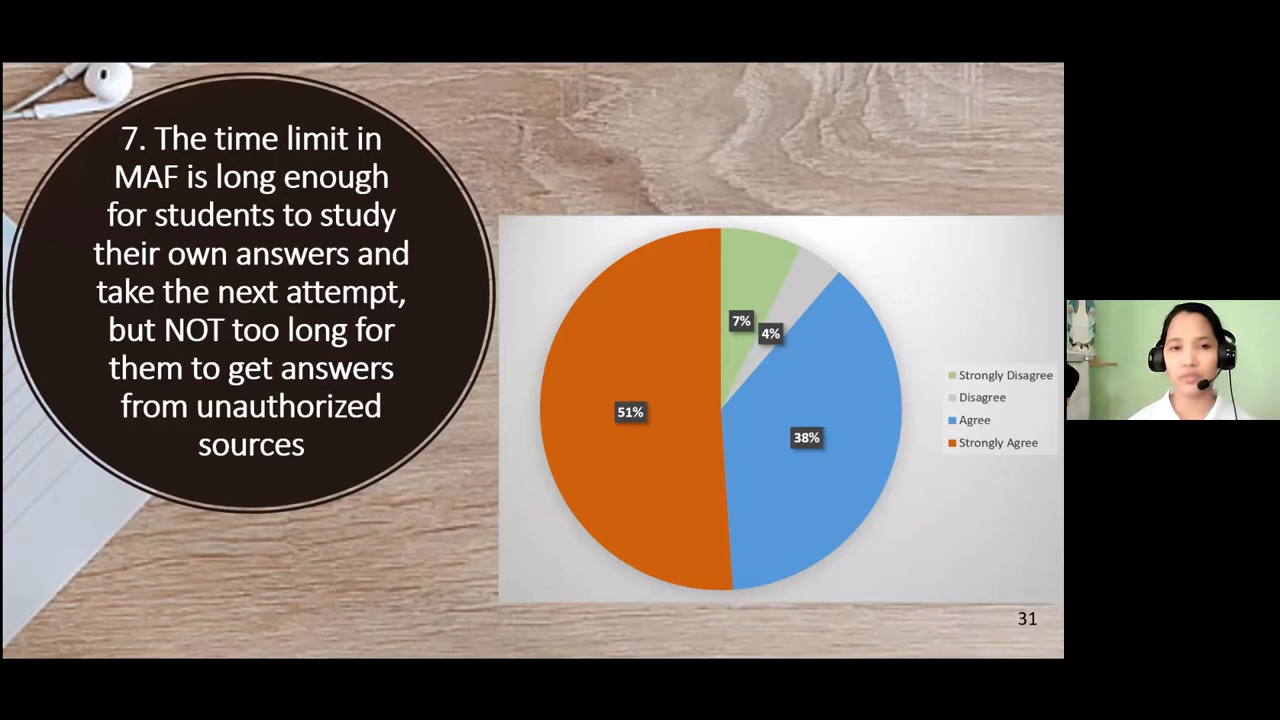 7. The time limit in
MAF is long enough
for students to study
their own answers and
take the next attempt,
but NOT too long for
them to get answers
from unauthorized
sources
7%
4%
51%
38%
Strongly Disagree
Disagree
Agree
Strongly Agree
31